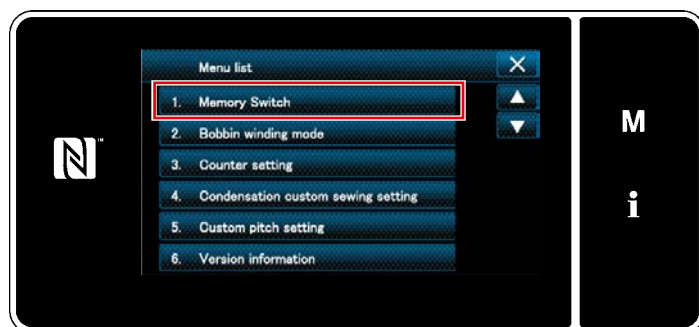 Menu list
1. Memory Switch
2. Bobbin winding mode
3. Counter setting
4. Condensation custom sewing setting
5. Custom pitch setting
6. Version information
N™
M
i